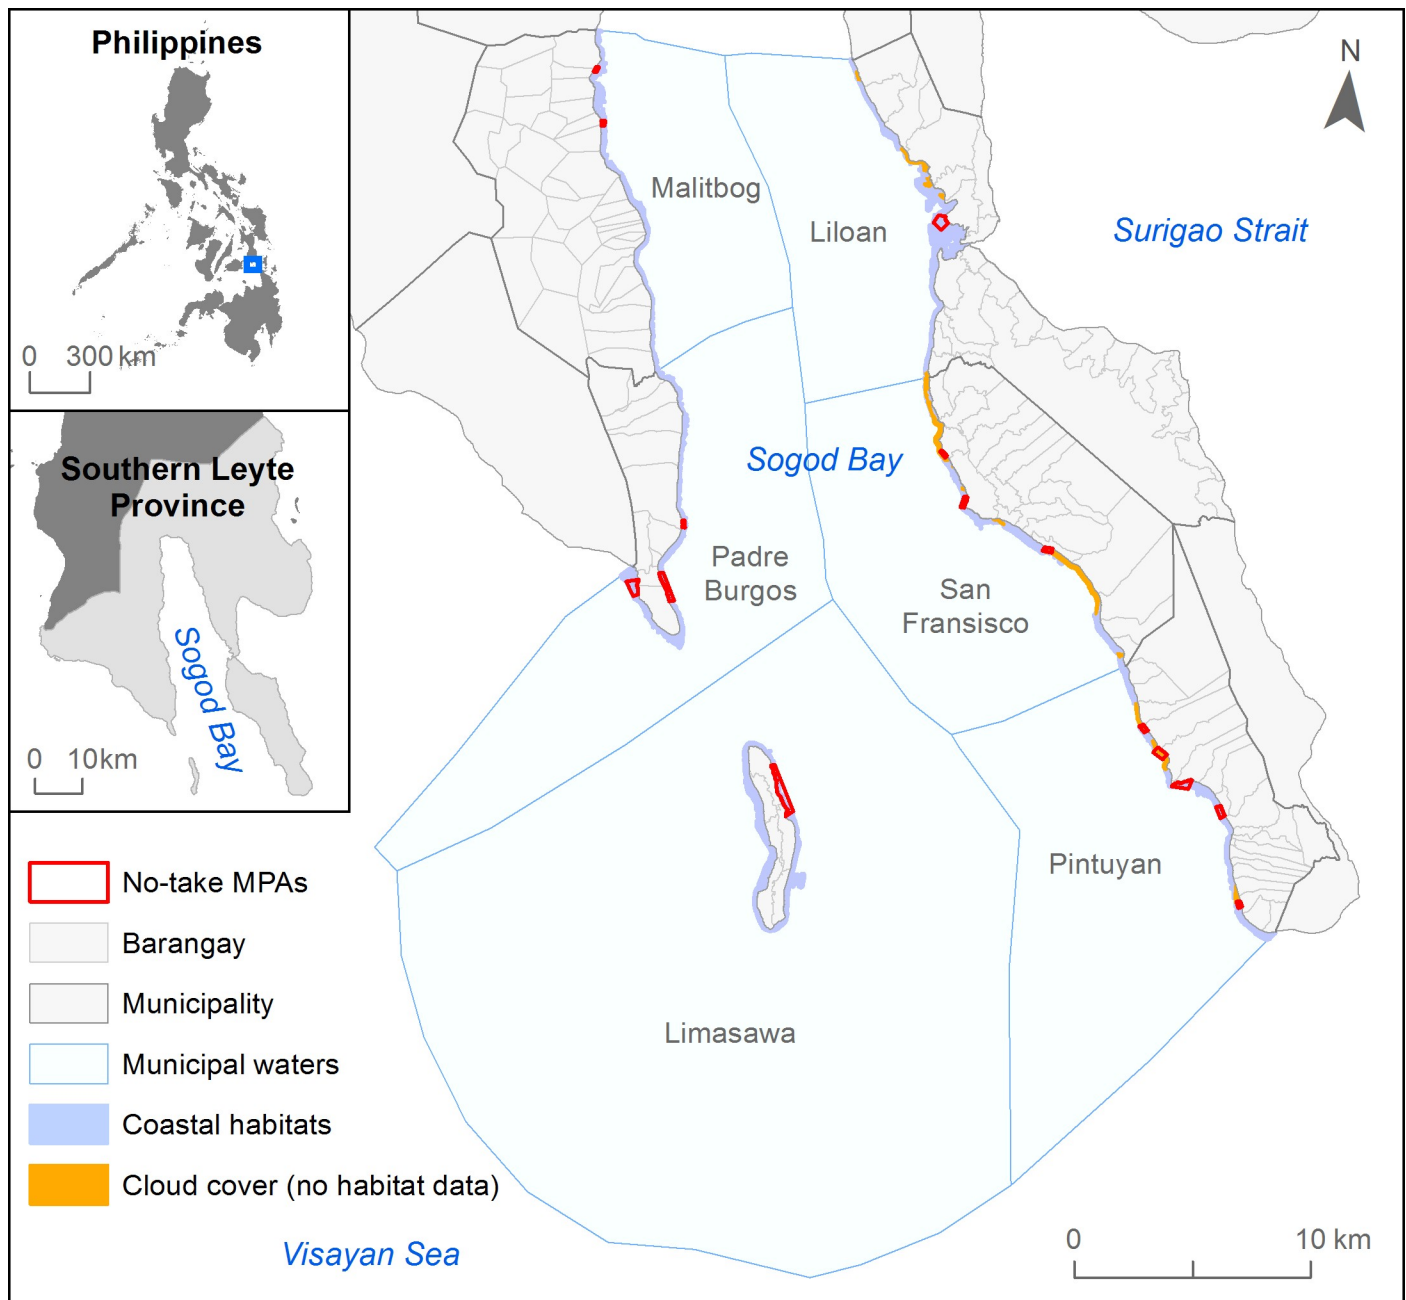 Philippines
0 300 km
Southern Leyte
Province
Sogod Bay
0 10km
No-take MPAs
Barangay
Municipality
Municipal waters
Coastal habitats
Cloud cover (no habitat data)
N
Malitbog
Liloan
Surigao Strait
Sogod Bay
Padre
Burgos
San
Fransisco
Pintuyan
Limasawa
Visayan Sea
0 10 km